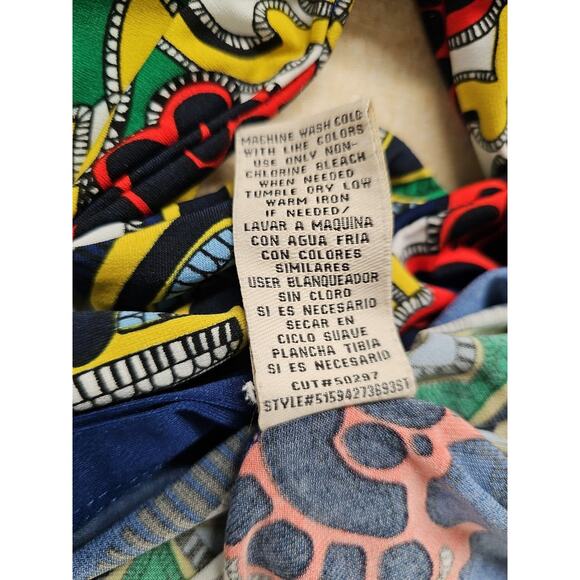 MACHINE WASH COLD
WITH LIKE COLORS
USE ONLY NON-
CHLORINE BLEACH
WHEN NEEDED
TUMBLE DRY LOW
WARM IRON
IF NEEDED/
LAVAR A MAQUINA
CON AGUA FRIA
CON COLORES
SIMILARES
USER BLANQUEADOR
SIN CLORO
SI ES NECESARIO
SECAR EN
CICLO SUAVE
PLANCHA TIBIA
SI ES NECESARIO
CUT#50297
STYLE#51594273693ST